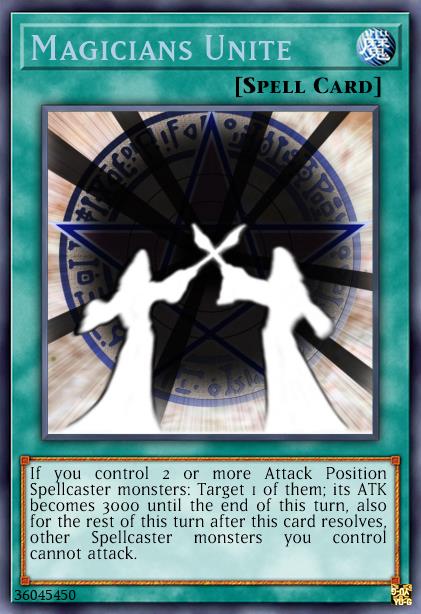 Magicians Unite
[Spell Card]
If you control 2 or more Attack Position
Spellcaster monsters: Target 1 of them; its ATK
becomes 3000 until the end of this turn, also
for the rest of this turn after this card resolves,
other Spellcaster monsters you control
cannot attack.
36045450